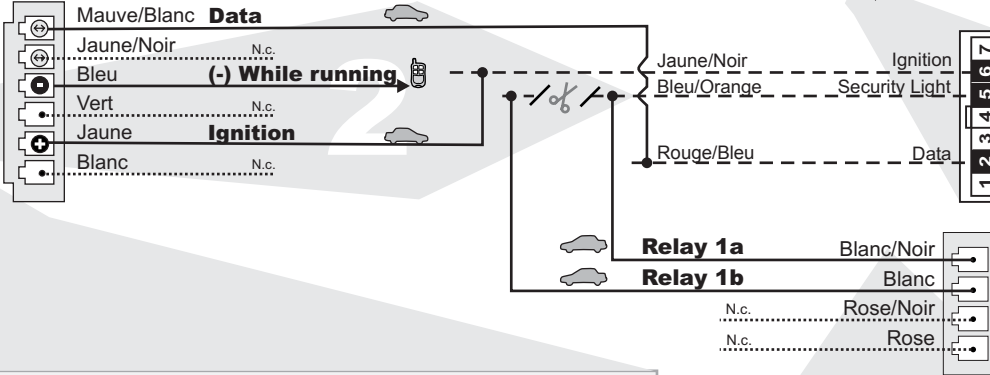 Mauve/Blanc Data
Jaune/Noir N.c.
Bleu (-) While running
Vert N.c.
Jaune Ignition
Blanc N.c.
2
Jaune/Noir Ignition
Bleu/Orange Security Light
Rouge/Bleu Data
7
6
5
4
3
2
1
Relay 1a Blanc/Noir
Relay 1b Blanc
N.c. Rose/Noir
N.c. Rose